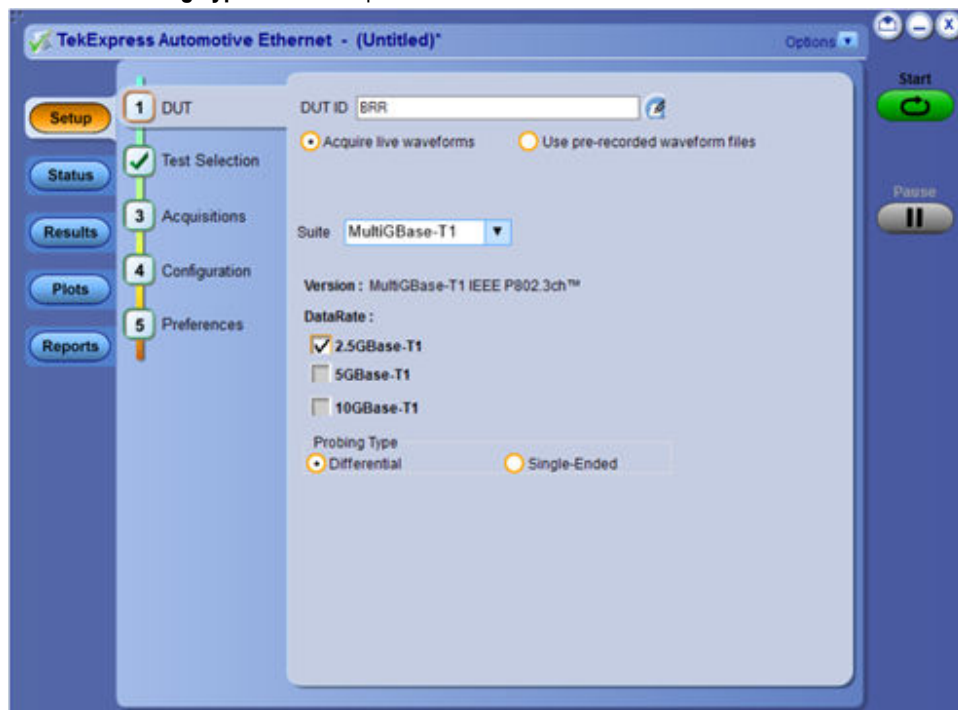 TekExpress Automotive Ethernet - (Untitled)*
Options
Start
Setup
1 DUT
DUT ID BRR
Acquire live waveforms
Use pre-recorded waveform files
Status
Test Selection
Pause
Results
3 Acquisitions
Suite MultiGBase-T1
Plots
4 Configuration
Version : MultiGBase-T1 IEEE P802.3ch™
Reports
5 Preferences
DataRate :
2.5GBase-T1
5GBase-T1
10GBase-T1
Probing Type
Differential
Single-Ended